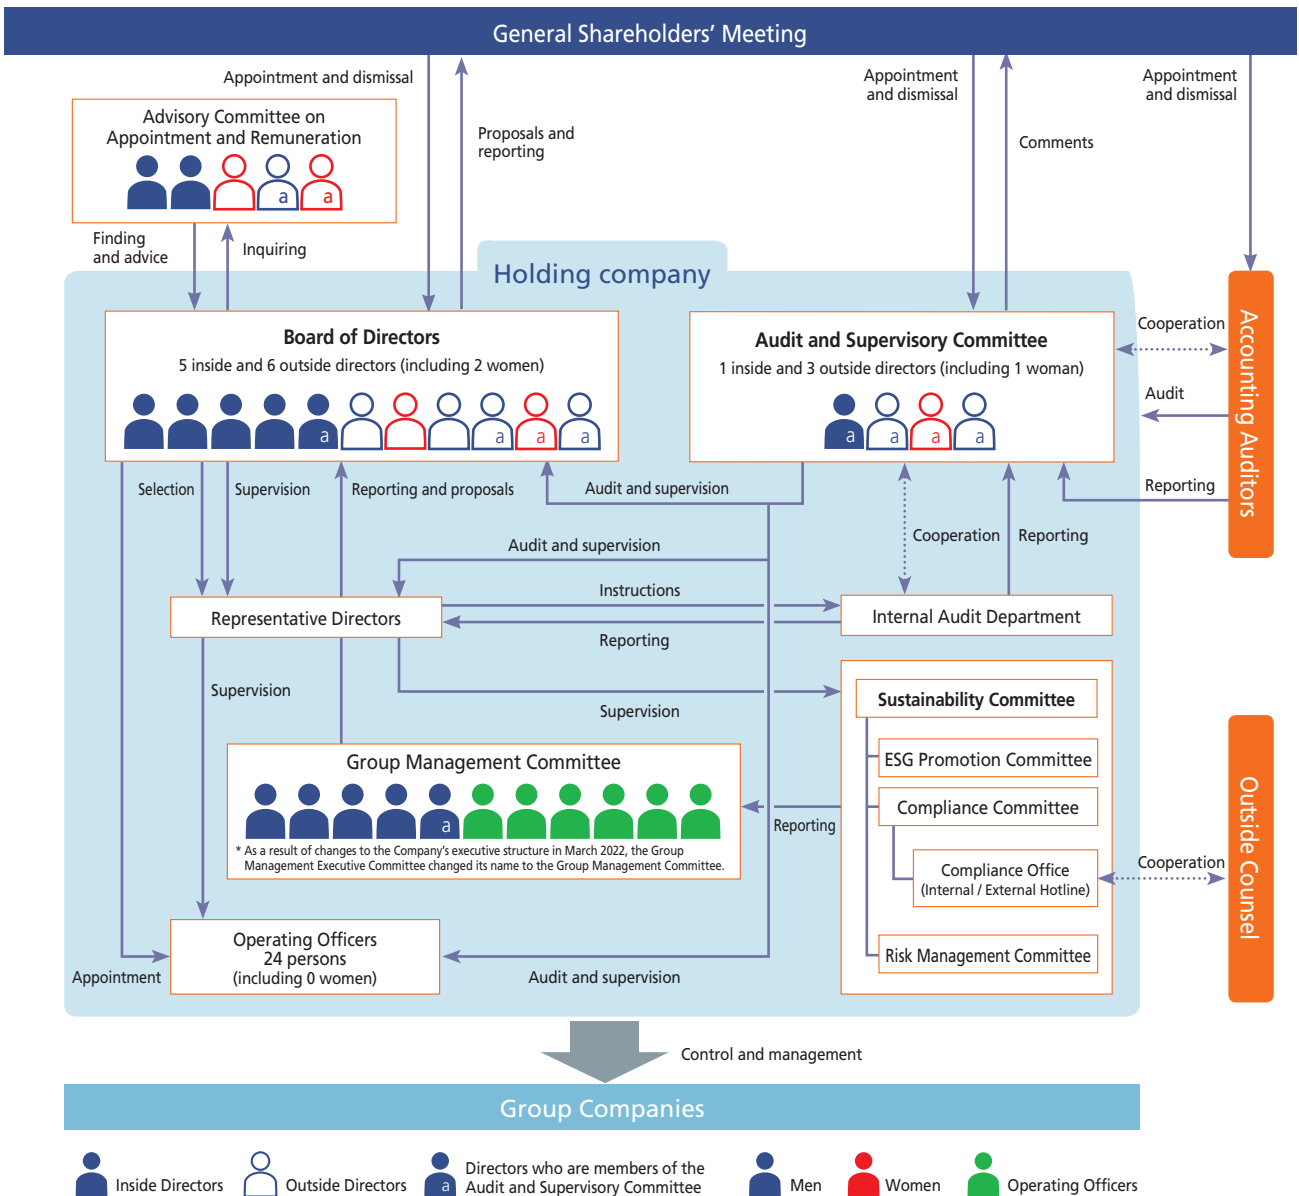 General Shareholders' Meeting
Appointment and dismissal
Appointment
and dismissal
Appointment
and dismissal
Advisory Committee on
Appointment and Remuneration
a
a
Proposals and
reporting
Comments
Finding
and advice
Inquiring
Holding company
Board of Directors
5 inside and 6 outside directors (including 2 women)
a
a
a
a
Audit and Supervisory Committee
1 inside and 3 outside directors (including 1 woman)
a
a
a
a
Cooperation
Audit
Reporting
Accounting Auditors
Selection
Supervision
Reporting and proposals
Audit and supervision
Cooperation
Reporting
Audit and supervision
Instructions
Representative Directors
Internal Audit Department
Reporting
Supervision
Supervision
Sustainability Committee
ESG Promotion Committee
Compliance Committee
Compliance Office
(Internal / External Hotline)
Risk Management Committee
Cooperation
Outside Counsel
Group Management Committee
a
* As a result of changes to the Company's executive structure in March 2022, the Group
Management Executive Committee changed its name to the Group Management Committee.
Reporting
Operating Officers
24 persons
(including 0 women)
Appointment
Audit and supervision
Control and management
Group Companies
Inside Directors
Outside Directors
a
Directors who are members of the
Audit and Supervisory Committee
Men
Women
Operating Officers